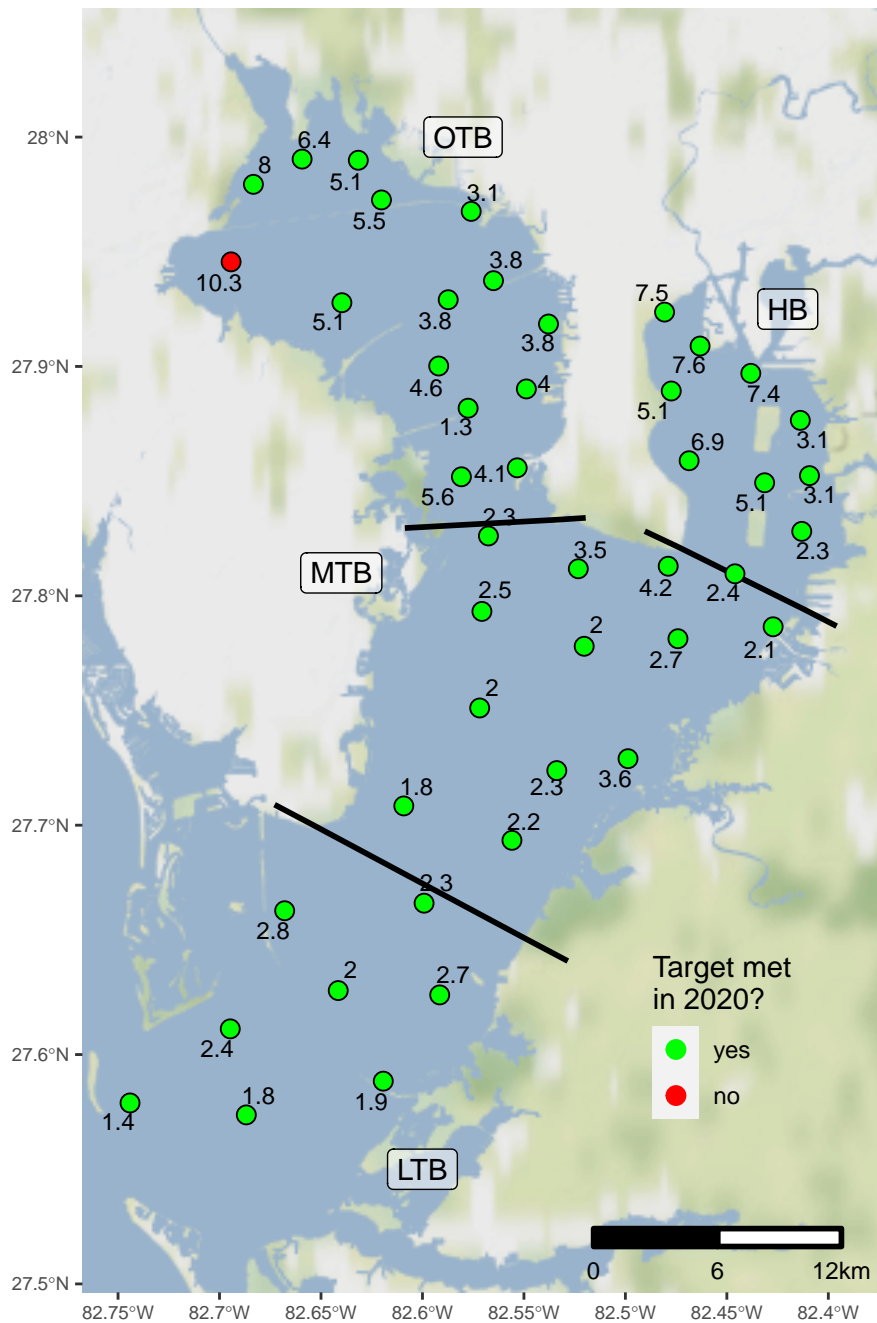 OTB
28°N
6.4
8
5.1
5.5
3.1
10.3
3.8
5.1
3.8
3.8
7.5
HB
7.6
27.9°N
4.6
4
5.1
7.4
1.3
3.1
6.9
5.6
4.1
5.1
3.1
2.3
2.3
MTB
3.5
4.2
2.4
27.8°N
2.5
2
2.7
2.1
2
2.3
3.6
1.8
27.7°N
2.2
2.3
2.8
2
2.7
Target met
in 2020?
2.4
yes
27.6°N
no
1.4
1.8
1.9
LTB
0 6 12km
27.5°N
82.75°W 82.7°W 82.65°W 82.6°W 82.55°W 82.5°W 82.45°W 82.4°W